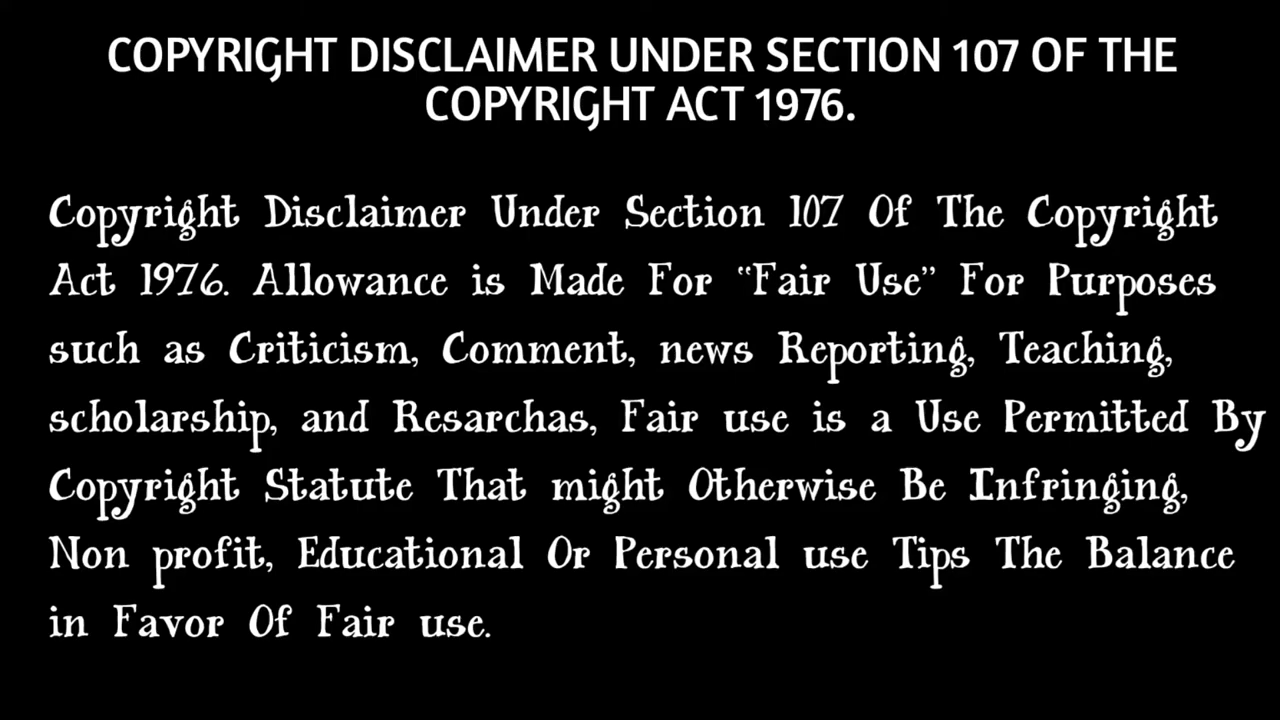 COPYRIGHT DISCLAIMER UNDER SECTION 107 OF THE
COPYRIGHT ACT 1976.
Copyright Disclaimer Under Section 107 Of The Copyright
Act 1976. Allowance is Made For “Fair Use” For Purposes
such as Criticism, Comment, news Reporting, Teaching,
scholarship, and Resarchas, Fair use is a Use Permitted By
Copyright Statute That might Otherwise Be Infringing,
Non profit, Educational Or Personal use Tips The Balance
in Favor Of Fair use.